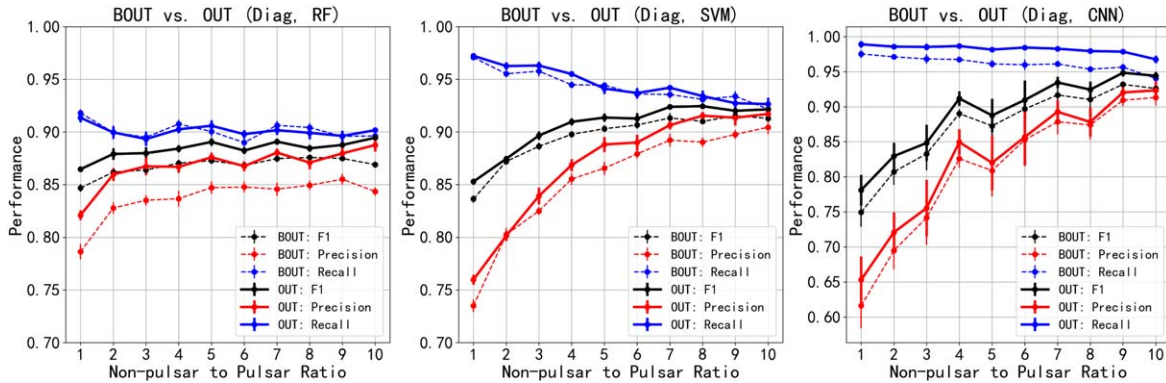 BOUT vs. OUT (Diag, RF)
1.00
0.95
0.90
0.85
0.80
0.75
0.70
Performance
BOUT: F1
BOUT: Precision
BOUT: Recall
OUT: F1
OUT: Precision
OUT: Recall
1 2 3 4 5 6 7 8 9 10
Non-pulsar to Pulsar Ratio
BOUT vs. OUT (Diag, SVM)
1.00
0.95
0.90
0.85
0.80
0.75
0.70
Performance
BOUT: F1
BOUT: Precision
BOUT: Recall
OUT: F1
OUT: Precision
OUT: Recall
1 2 3 4 5 6 7 8 9 10
Non-pulsar to Pulsar Ratio
BOUT vs. OUT (Diag, CNN)
1.00
0.95
0.90
0.85
0.80
0.75
0.70
0.65
0.60
Performance
BOUT: F1
BOUT: Precision
BOUT: Recall
OUT: F1
OUT: Precision
OUT: Recall
1 2 3 4 5 6 7 8 9 10
Non-pulsar to Pulsar Ratio